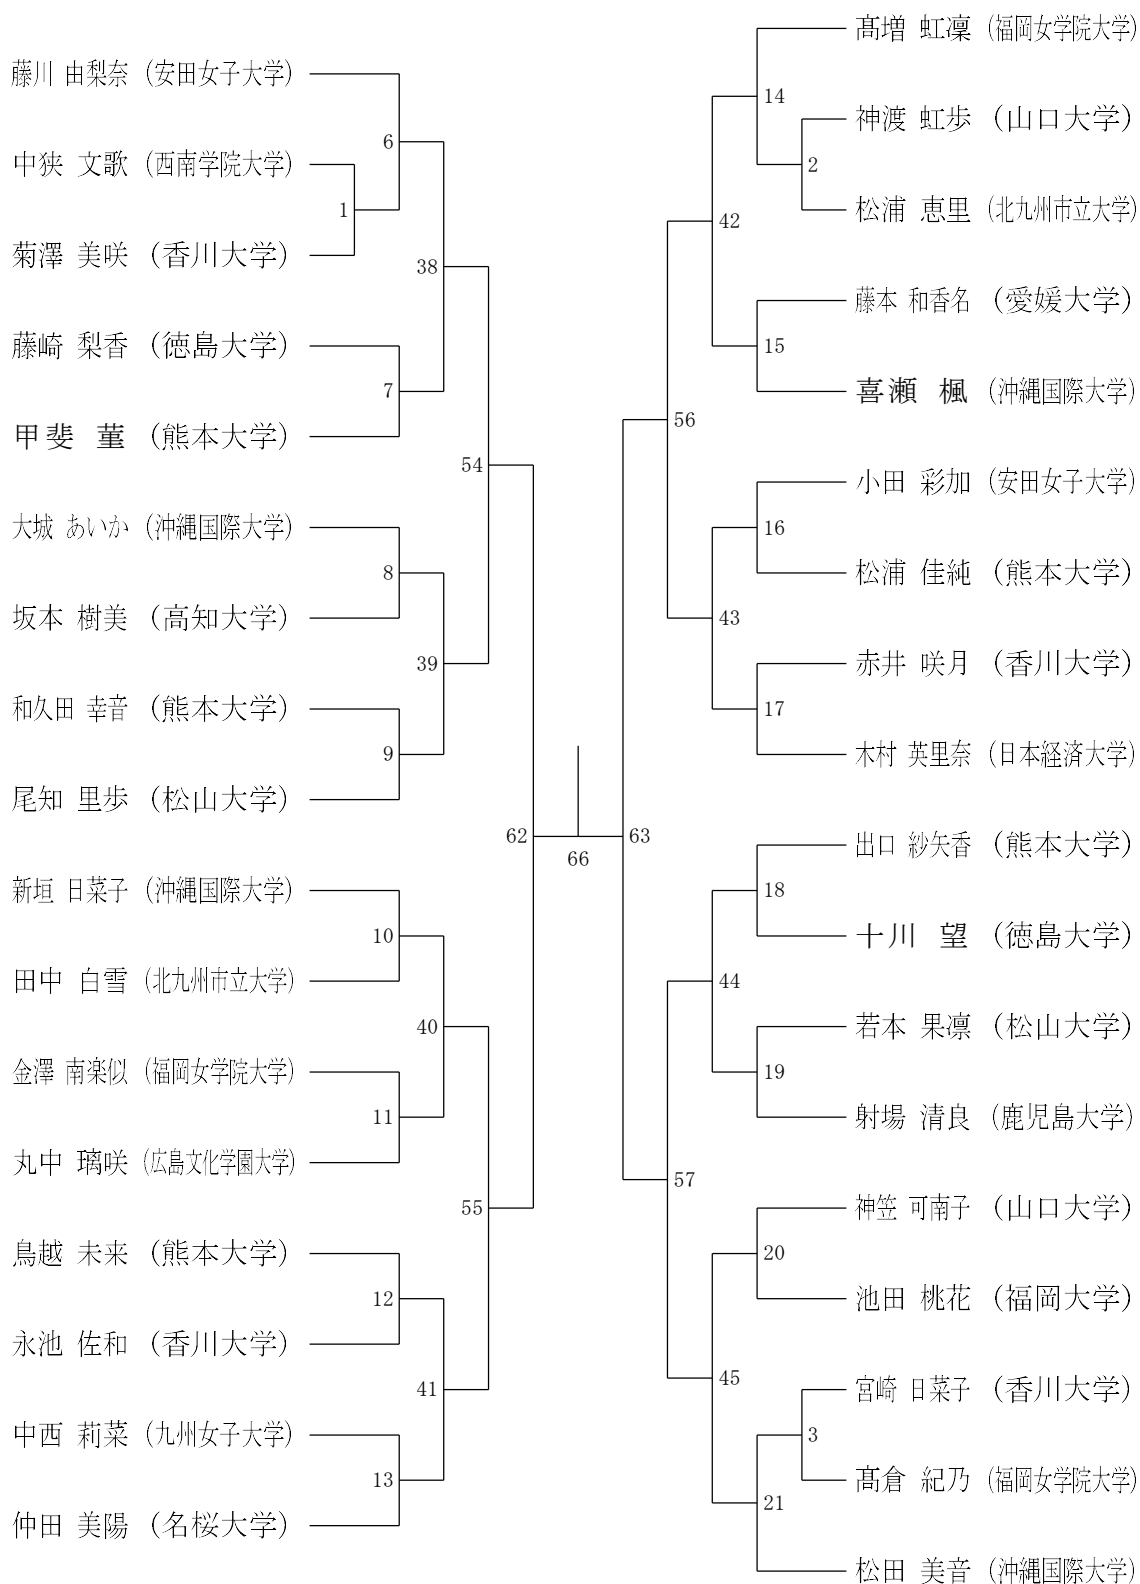 藤川 由梨奈 (安田女子大学)
6
中狭 文歌 (西南学院大学)
1
菊澤 美咲 (香川大学)
38
藤崎 梨香 (徳島大学)
7
甲斐 菫 (熊本大学)
54
大城 あいか (沖縄国際大学)
8
坂本 樹美 (高知大学)
39
和久田 幸音 (熊本大学)
9
尾知 里歩 (松山大学)
62
新垣 日菜子 (沖縄国際大学)
10
田中 白雪 (北九州市立大学)
40
金澤 南楽似 (福岡女学院大学)
11
丸中 璃咲 (広島文化学園大学)
55
鳥越 未来 (熊本大学)
12
永池 佐和 (香川大学)
41
中西 莉菜 (九州女子大学)
13
仲田 美陽 (名桜大学)
66
髙増 虹凜 (福岡女学院大学)
14
神渡 虹歩 (山口大学)
2
松浦 恵里 (北九州市立大学)
42
藤本 和香名 (愛媛大学)
15
喜瀬 楓 (沖縄国際大学)
56
小田 彩加 (安田女子大学)
16
松浦 佳純 (熊本大学)
43
赤井 咲月 (香川大学)
17
木村 英里奈 (日本経済大学)
63
出口 紗矢香 (熊本大学)
18
十川 望 (徳島大学)
44
若本 果凛 (松山大学)
19
射場 清良 (鹿児島大学)
57
神笠 可南子 (山口大学)
20
池田 桃花 (福岡大学)
45
宮崎 日菜子 (香川大学)
3
髙倉 紀乃 (福岡女学院大学)
21
松田 美音 (沖縄国際大学)